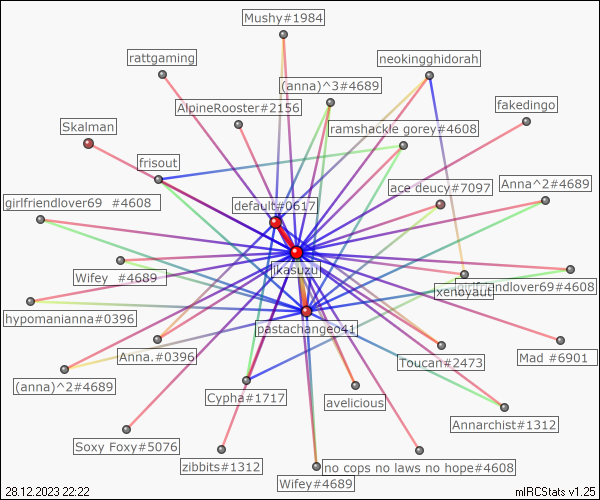 Mushy#1984
rattgaming
neokingghidorah
(anna)^3#4689
AlpineRooster#2156
fakedingo
Skalman
ramshackle gorey#4608
frisout
ace deucy#7097
Anna^2#4689
girlfriendlover69 #4608
default#0617
jikasuzui
Wifey #4689
xenoyaut
girlfriendlover69#4608
hypomanianna#0396
pastachangeo41
Anna.#0396
Toucan#2473
Mad #6901
(anna)^2#4689
Cypha#1717
avelicious
Annarchist#1312
Soxy Foxy#5076
zibbits#1312
no cops no laws no hope#4608
Wifey#4689
28.12.2023 22:22
mIRCStats v1.25